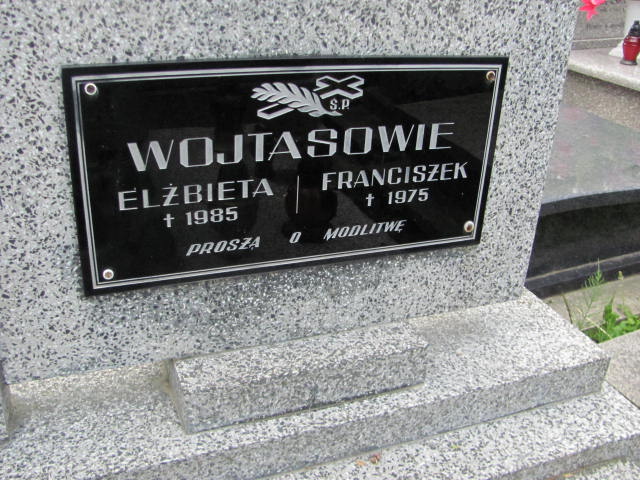 Ś.P.
WOJTASOWIE
ELŻBIETA FRANCISZEK
† 1985 † 1975
PROSZĄ O MODLITWĘ